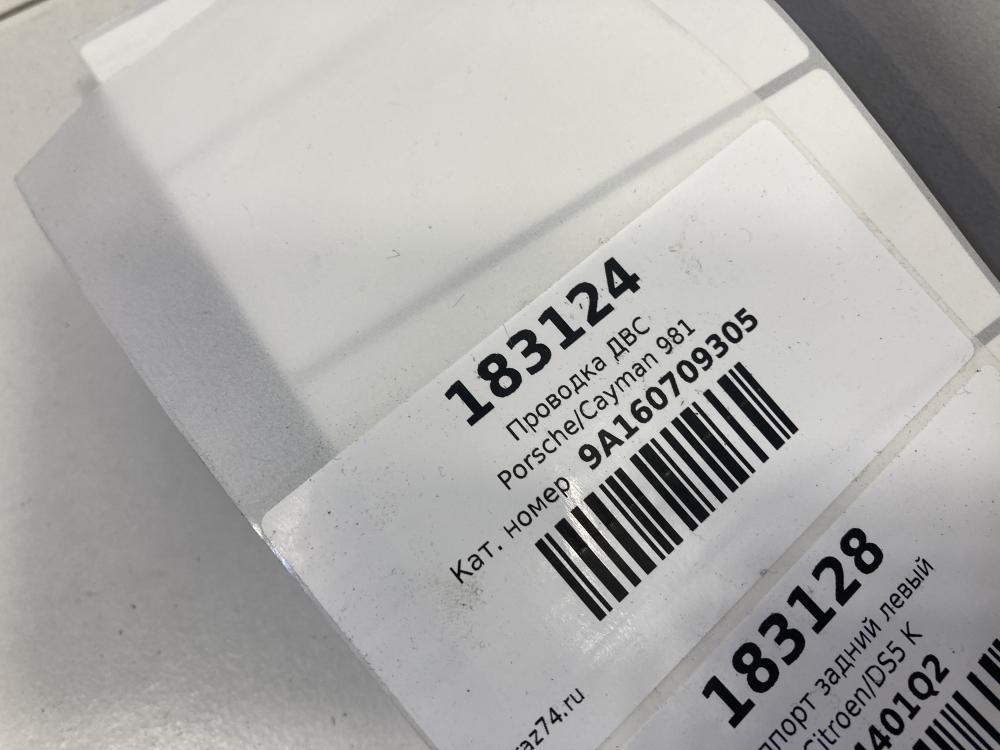 183124
Проводка ДВС
Porsche/Cayman 981
Кат. номер 9A160709305
az74.ru
183128
задний левый
Citroen/DS5 K
401Q2